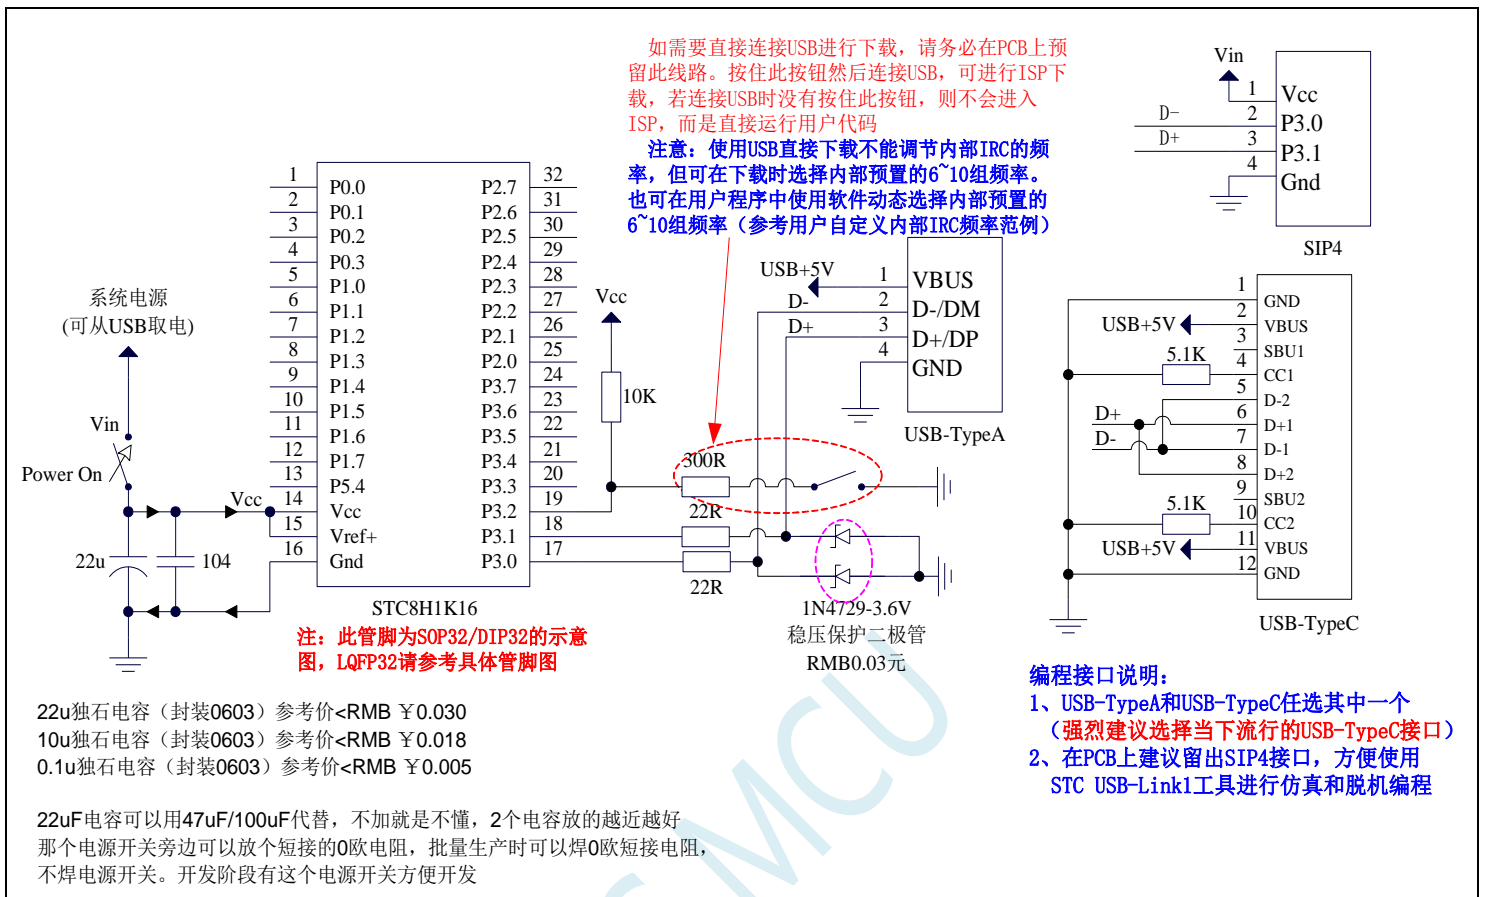 如需要直接连接USB进行下载，请务必在PCB上预
留此线路。按住此按钮然后连接USB，可进行ISP下
载，若连接USB时没有按住此按钮，则不会进入
ISP，而是直接运行用户代码
注意：使用USB直接下载不能调节内部IRC的频
率，但可在下载时选择内部预置的6~10组频率。
也可在用户程序中使用软件动态选择内部预置的
6~10组频率（参考用户自定义内部IRC频率范例）
Vin
1 Vcc
D- 2 P3.0
D+ 3 P3.1
4 Gnd
SIP4
系统电源
(可从USB取电)
Vin
Power On
Vcc
22u
104
1 P0.0 P2.7 32
2 P0.1 P2.6 31
3 P0.2 P2.5 30
4 P0.3 P2.4 29
5 P1.0 P2.3 28
6 P1.1 P2.2 27
7 P1.2 P2.1 26
8 P1.3 P2.0 25
9 P1.4 P3.7 24
10 P1.5 P3.6 23
11 P1.6 P3.5 22
12 P1.7 P3.4 21
13 P5.4 P3.3 20
14 Vcc P3.2 19
15 Vref+ P3.1 18
16 Gnd P3.0 17
STC8H1K16
注：此管脚为SOP32/DIP32的示意
图，LQFP32请参考具体管脚图
Vcc
10K
300R
22R
22R
USB+5V 1 VBUS
D- 2 D-/DM
D+ 3 D+/DP
4 GND
USB-TypeA
1N4729-3.6V
稳压保护二极管
RMB0.03元
1 GND
USB+5V 2 VBUS
3 SBU1
5.1K 4 CC1
5 D-2
D+ 6 D+1
D- 7 D-1
8 D+2
9 SBU2
5.1K 10 CC2
USB+5V 11 VBUS
12 GND
USB-TypeC
编程接口说明：
1、USB-TypeA和USB-TypeC任选其中一个
（强烈建议选择当下流行的USB-TypeC接口）
2、在PCB上建议留出SIP4接口，方便使用
STC USB-Link1工具进行仿真和脱机编程
22u独石电容（封装0603）参考价<RMB ￥0.030
10u独石电容（封装0603）参考价<RMB ￥0.018
0.1u独石电容（封装0603）参考价<RMB ￥0.005
22uF电容可以用47uF/100uF代替，不加就是不懂，2个电容放的越近越好
那个电源开关旁边可以放个短接的0欧电阻，批量生产时可以焊0欧短接电阻，
不焊电源开关。开发阶段有这个电源开关方便开发
MCU